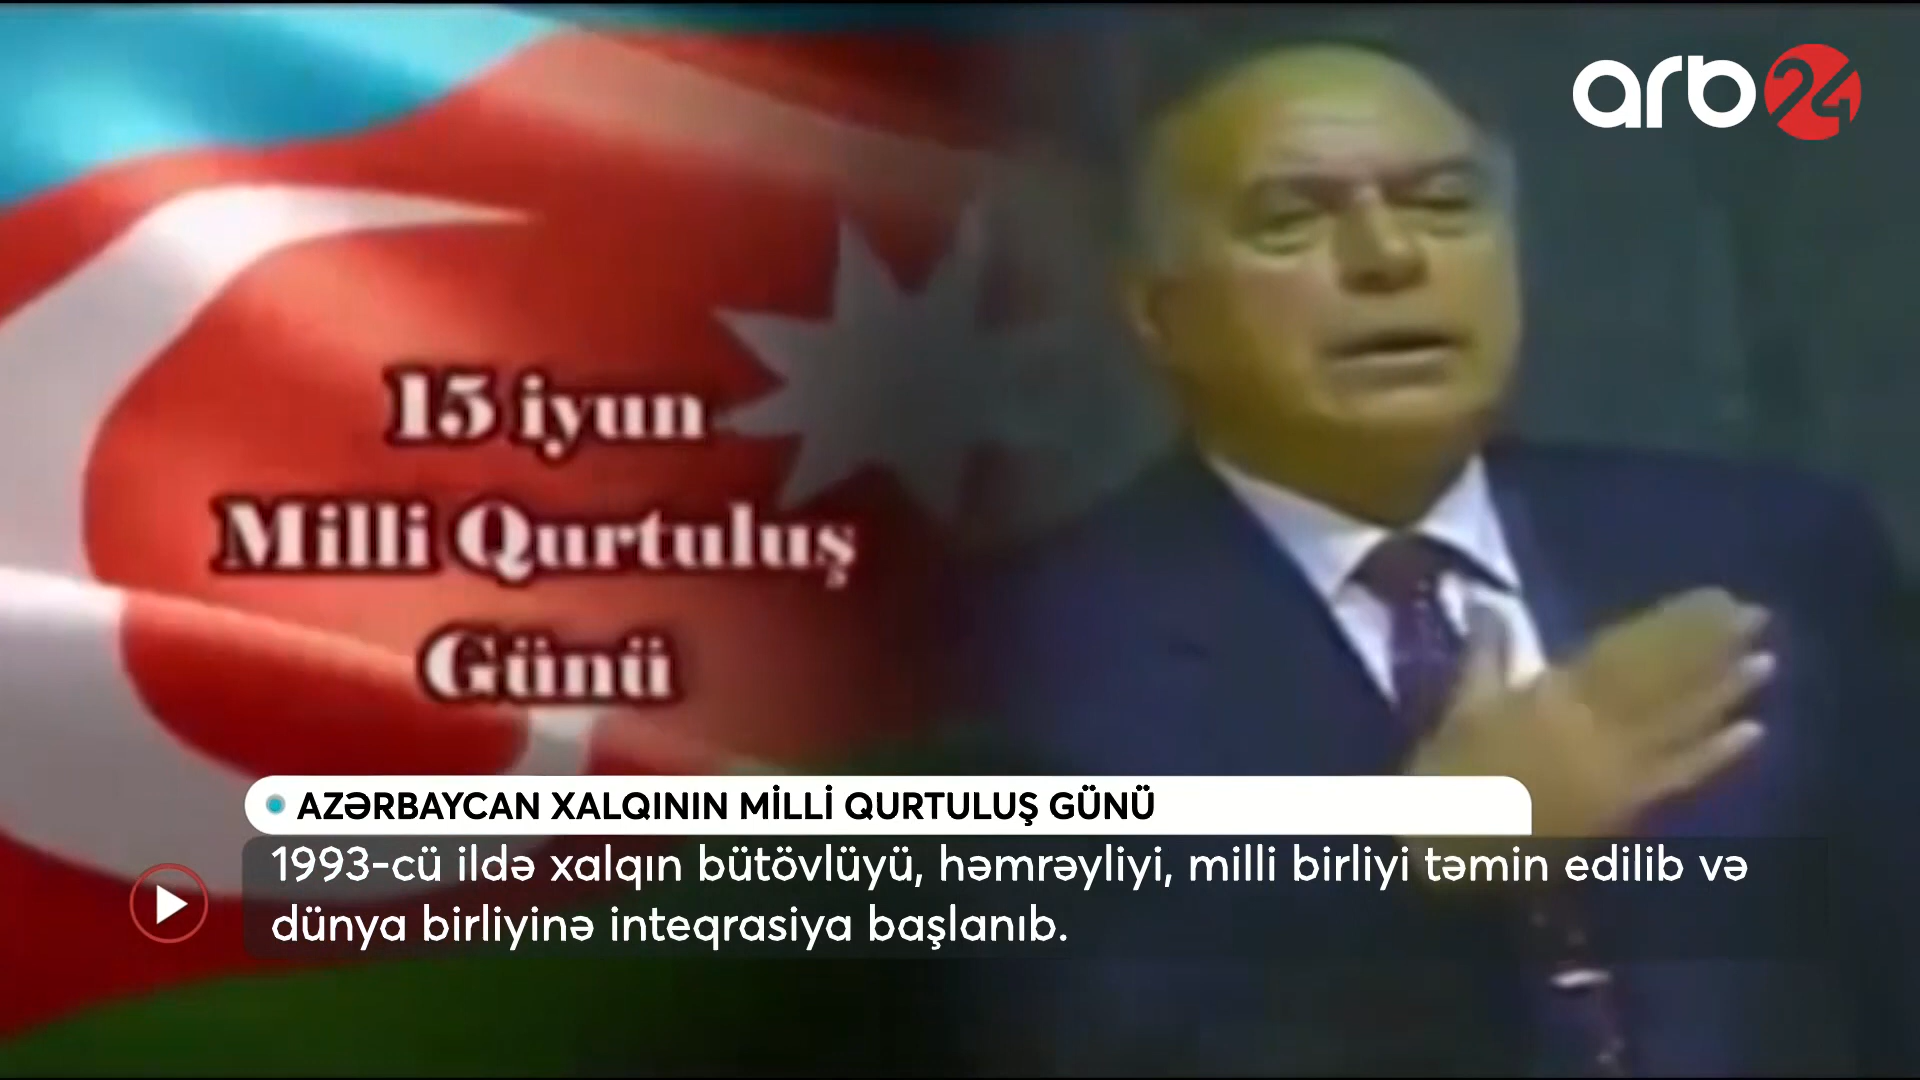 arb24
15 iyun
Milli Qurtuluş
Günü
AZƏRBAYCAN XALQININ MİLLİ QURTULUŞ GÜNÜ
1993-cü ildə xalqın bütövlüyü, həmrəyliyi, milli birliyi təmin edilib və
dünya birliyinə inteqrasiya başlanıb.